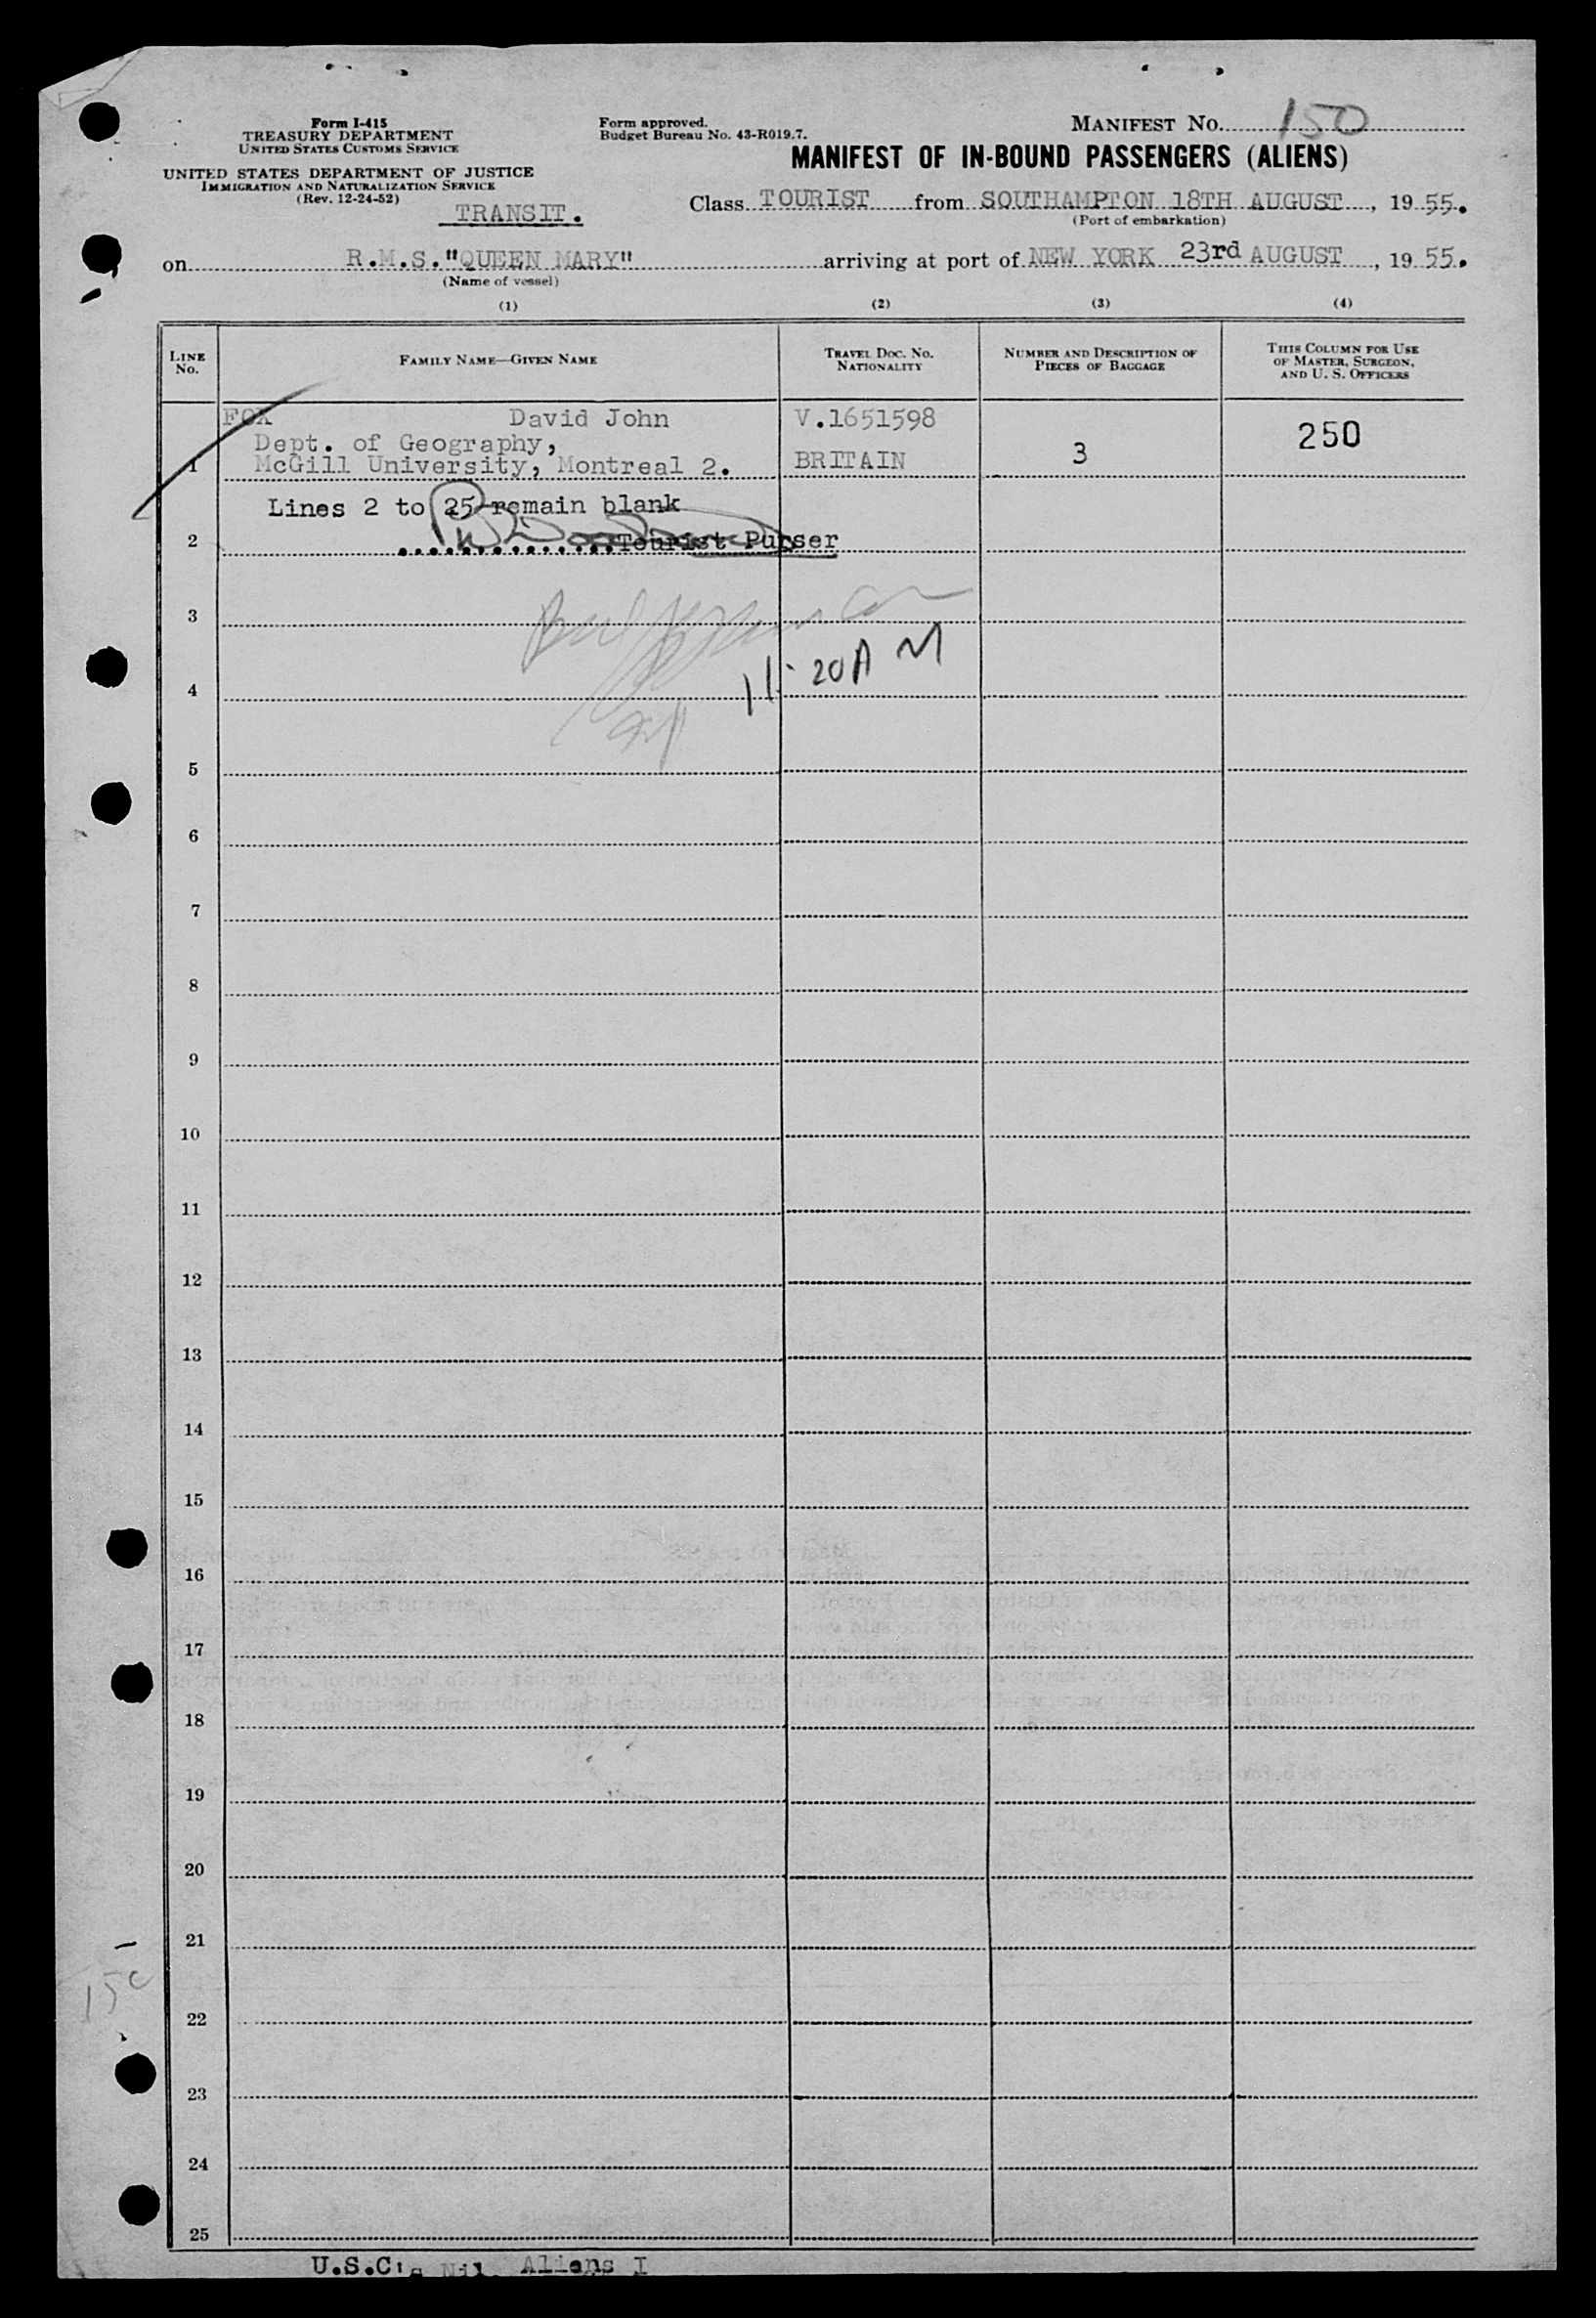 Form I-415
TREASURY DEPARTMENT
UNITED STATES CUSTOMS SERVICE
UNITED STATES DEPARTMENT OF JUSTICE
IMMIGRATION AND NATURALIZATION SERVICE
(Rev. 12-24-52)
TRANSIT.
Form approved.
Budget Bureau No. 43-R019.7.
MANIFEST NO. 150
MANIFEST OF IN-BOUND PASSENGERS (ALIENS)
Class TOURIST from SOUTHAMPTON 18TH AUGUST, 19 55.
(Port of embarkation)
on R.M.S."QUEEN MARY" arriving at port of NEW YORK 23rd AUGUST, 19 55.
(Name of vessel)
(1) (2) (3) (4)
LINE NO.
FAMILY NAME—GIVEN NAME
TRAVEL DOC. NO.
NATIONALITY
NUMBER AND DESCRIPTION OF
PIECES OF BAGGAGE
THIS COLUMN FOR USE
OF MASTER, SURGEON,
AND U. S. OFFICERS
FOX David John V.1651598 250
Dept. of Geography,
1 McGill University, Montreal 2. BRITAIN 3
Lines 2 to 25 remain blank
2 Tourist Purser
3
11.20 AM
4
5
6
7
8
9
10
11
12
13
14
15
16
17
18
19
20
21
150
22
23
24
25
U.S.C's Nil. Aliens I